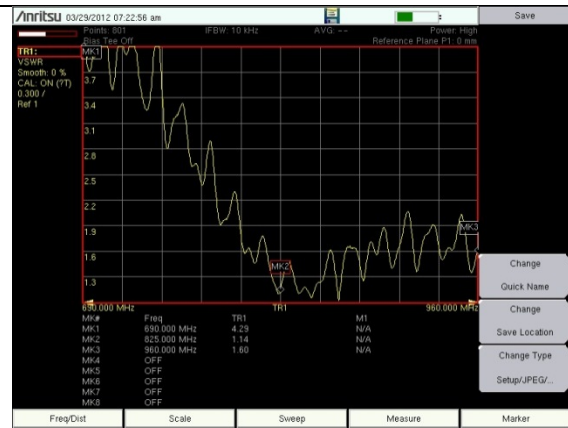 Anritsu 03/29/2012 07:22:56 am
Save
Points: 801 IFBW: 10 kHz AVG: -- Power: High
Bias Tee Off Reference Plane P1: 0 mm
TR1:
VSWR
Smooth: 0 %
CAL: ON (?T)
0.300 /
Ref 1
MK1
3.7
3.4
3.1
2.8
2.5
2.2
1.9
1.6
1.3
MK2
MK3
690.000 MHz TR1 960.000 MHz
MK# Freq TR1 M1
MK1 690.000 MHz 4.29 N/A
MK2 825.000 MHz 1.14 N/A
MK3 960.000 MHz 1.60 N/A
MK4 OFF
MK5 OFF
MK6 OFF
MK7 OFF
MK8 OFF
Change
Quick Name
Change
Save Location
Change Type
Setup/JPEG/...
Freq/Dist Scale Sweep Measure Marker